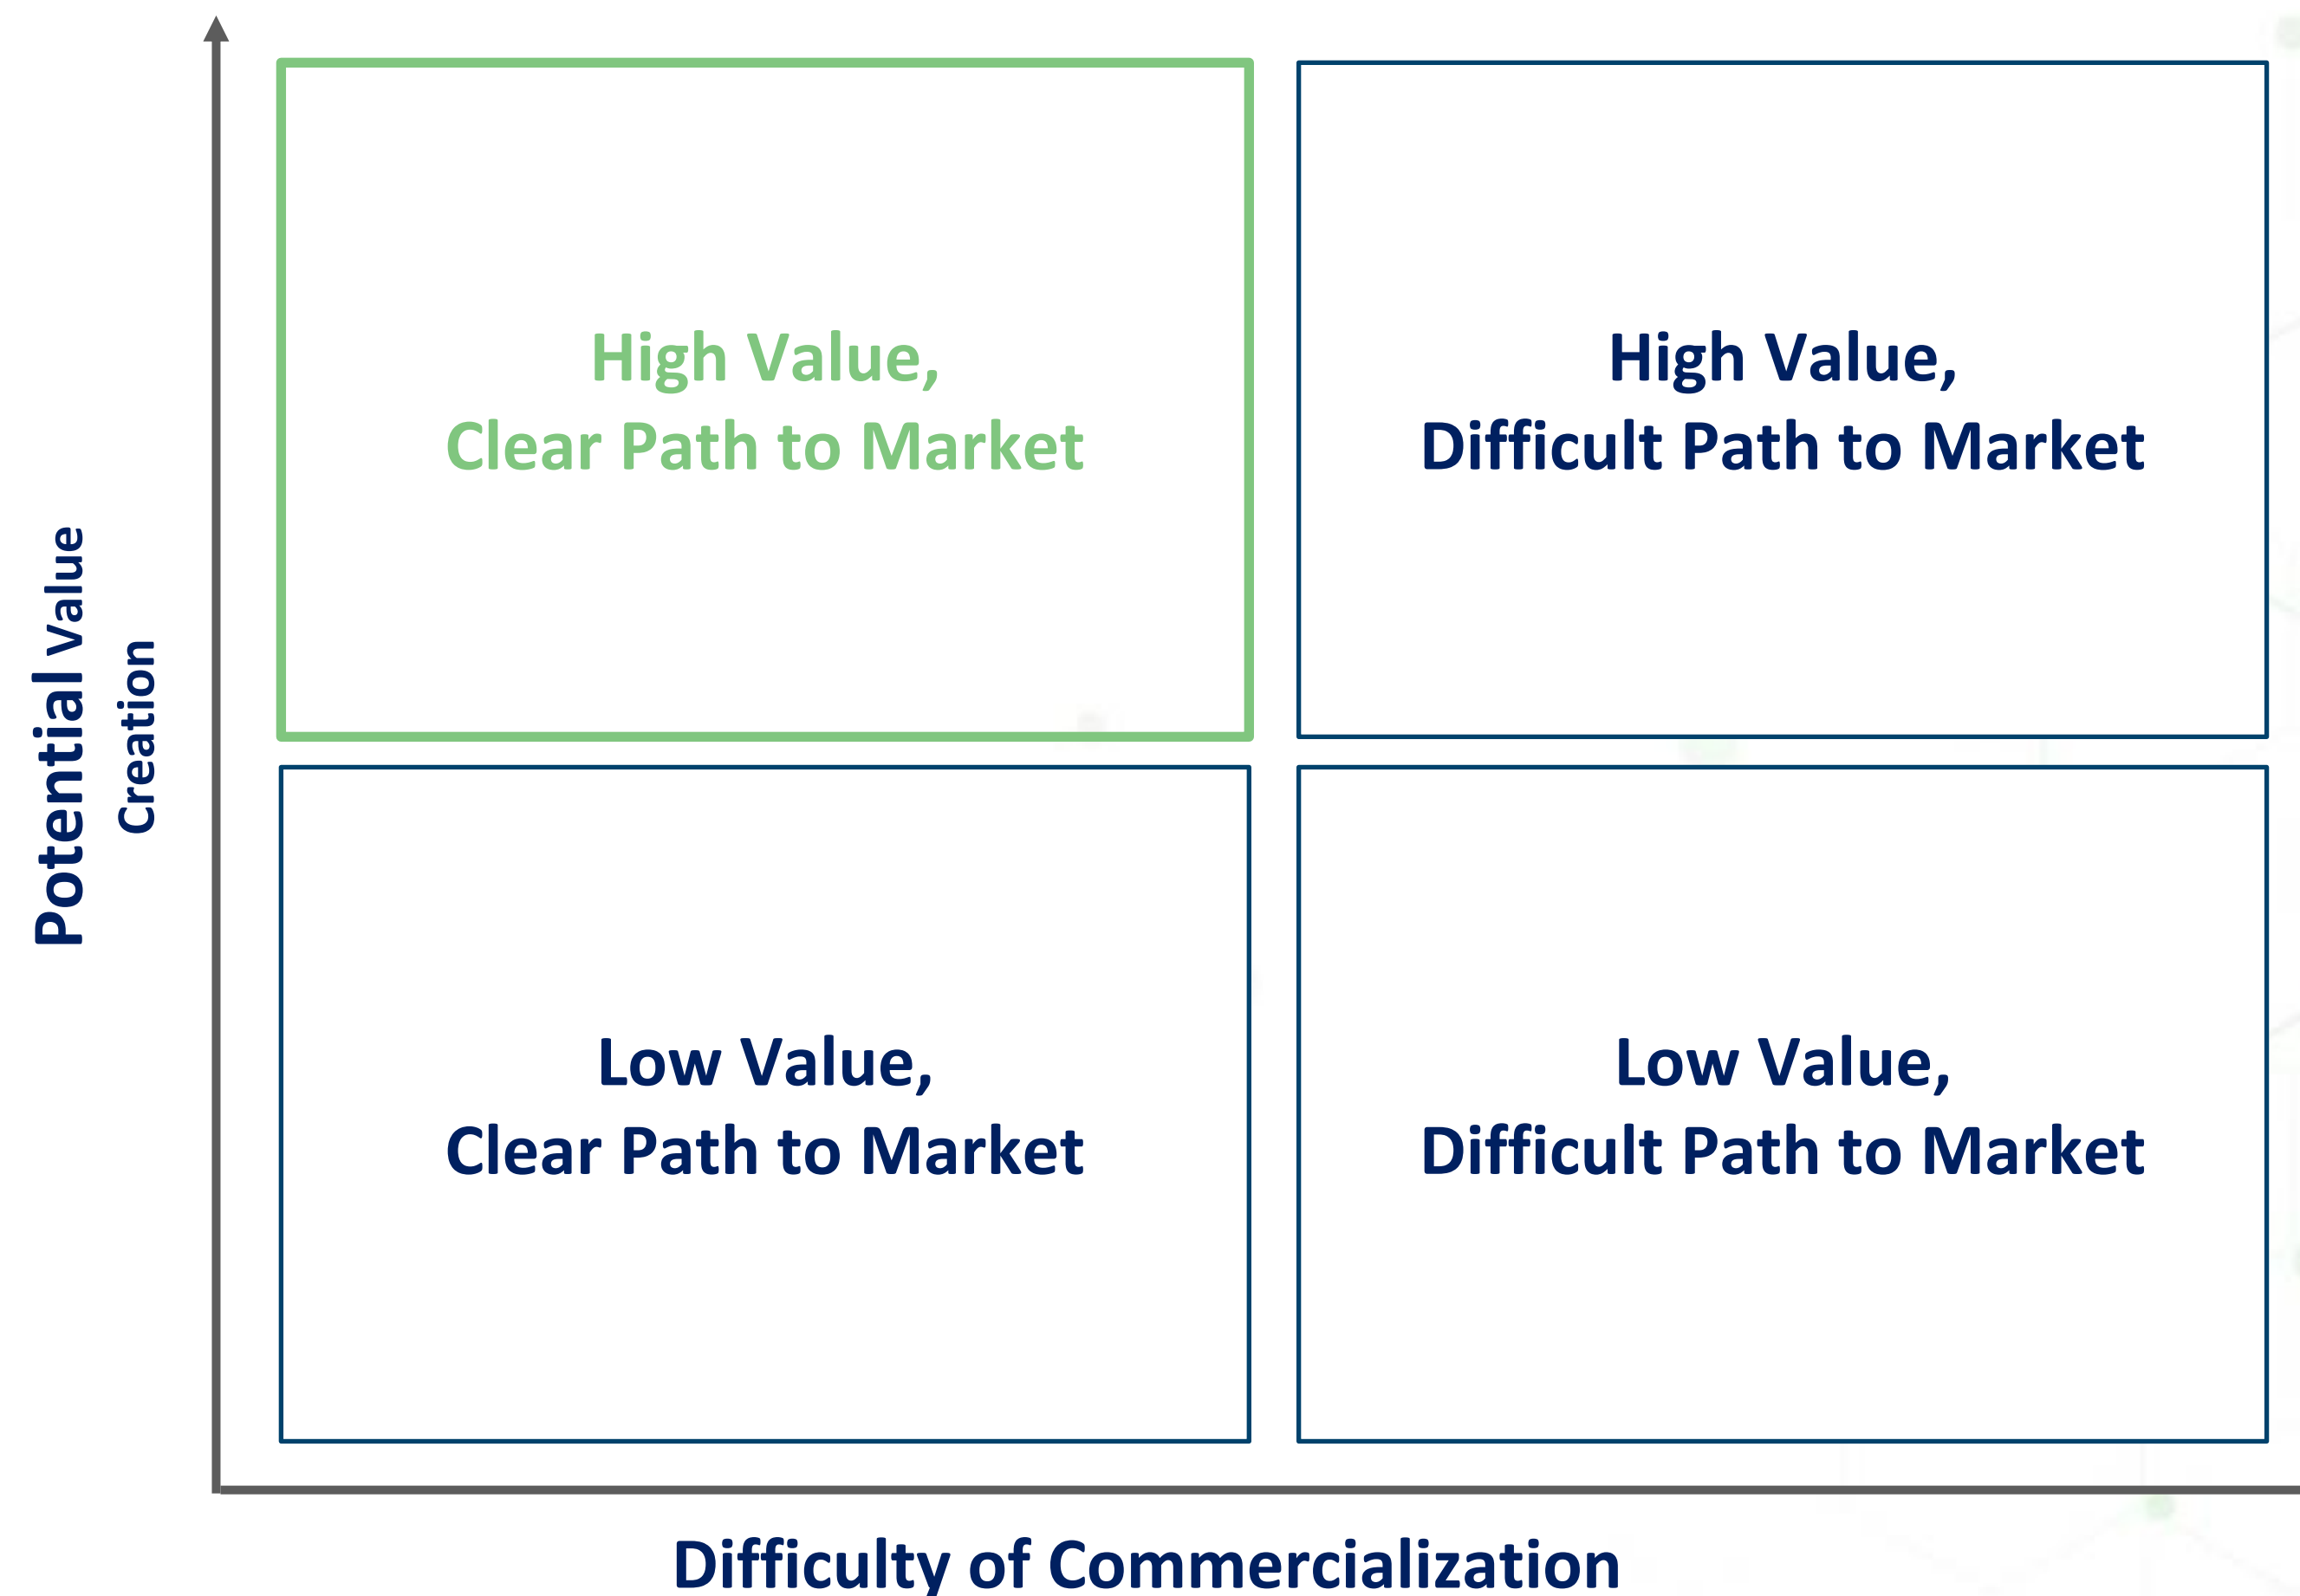 High Value,
Clear Path to Market
High Value,
Difficult Path to Market
Potential Value
Creation
Low Value,
Clear Path to Market
Low Value,
Difficult Path to Market
Difficulty of Commercialization